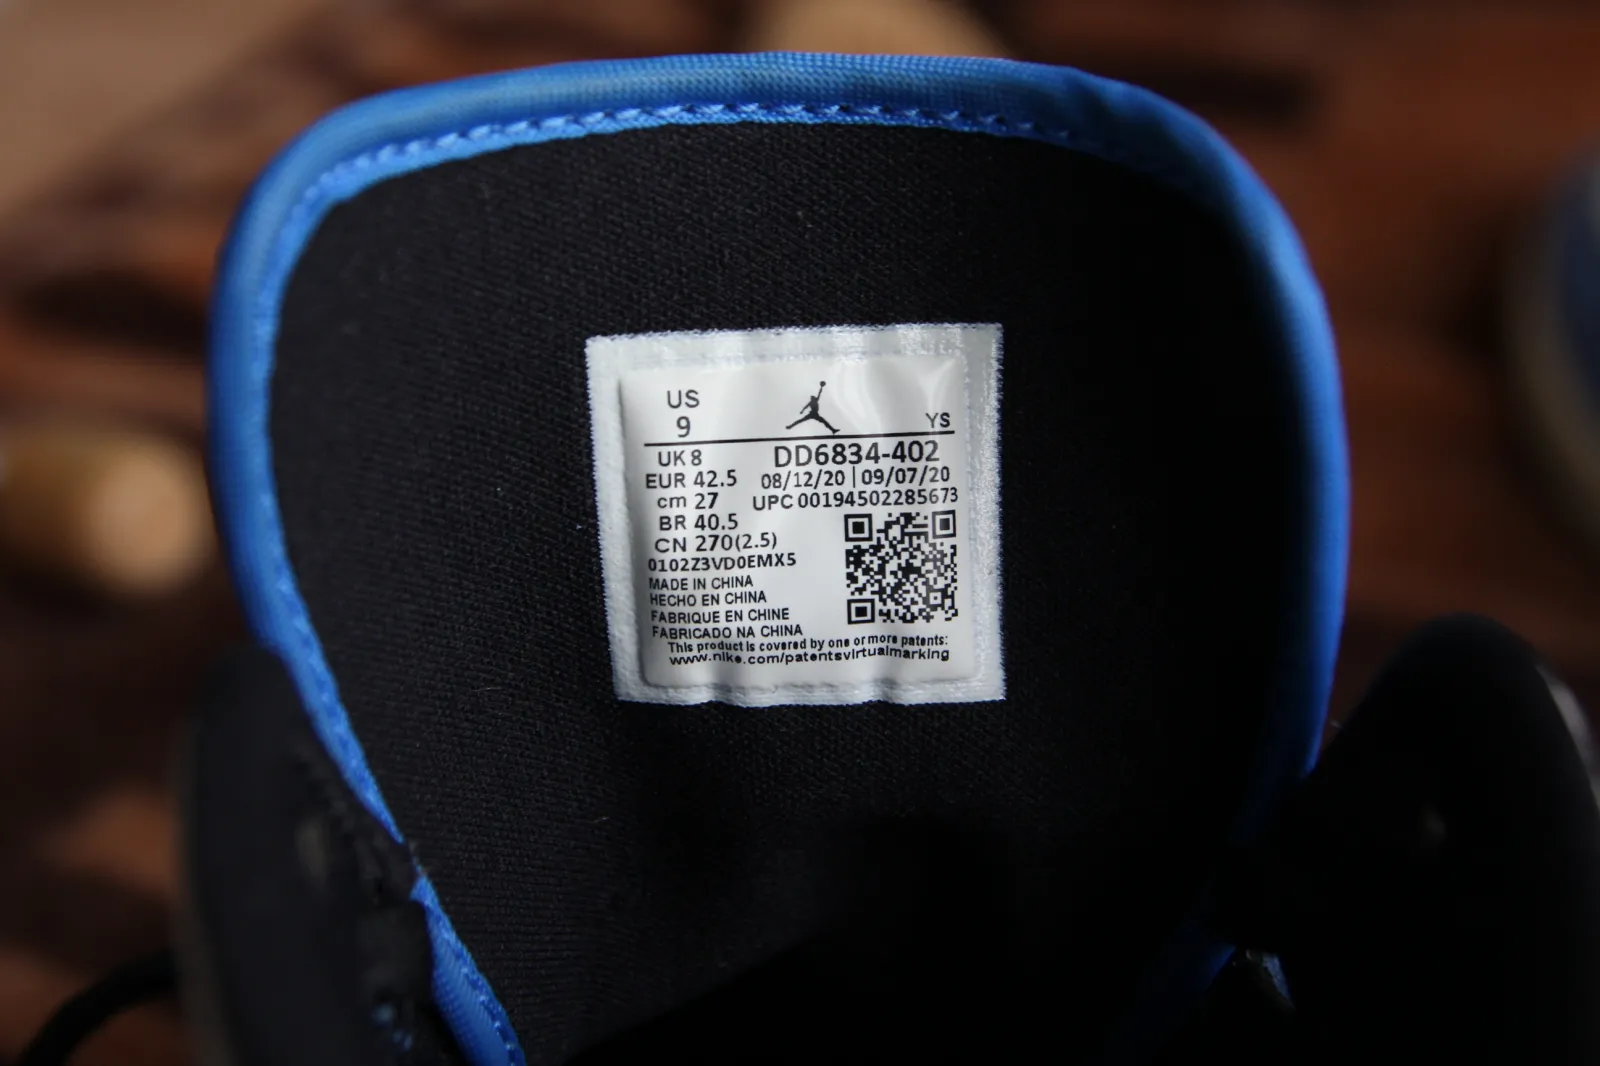 US
9
YS
UK 8
DD6834-402
EUR 42.5
08/12/20 | 09/07/20
cm 27
UPC 00194502285673
BR 40.5
CN 270(2.5)
0102Z3VD0EMX5
MADE IN CHINA
HECHO EN CHINA
FABRIQUE EN CHINE
FABRICADO NA CHINA
This product is covered by one or more patents:
www.nike.com/patentsvirtualmarking